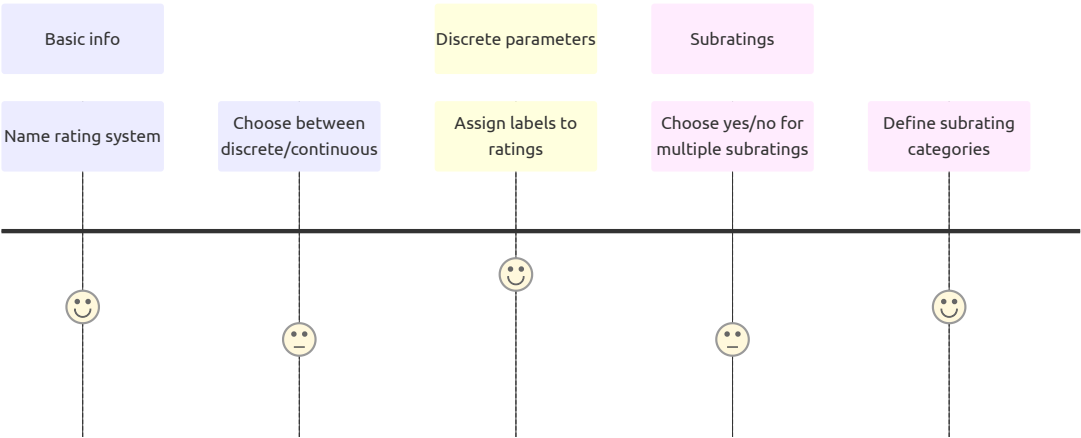 Basic info
Discrete parameters
Subratings
Name rating system
Choose between
discrete/continuous
Assign labels to
ratings
Choose yes/no for
multiple subratings
Define subrating
categories